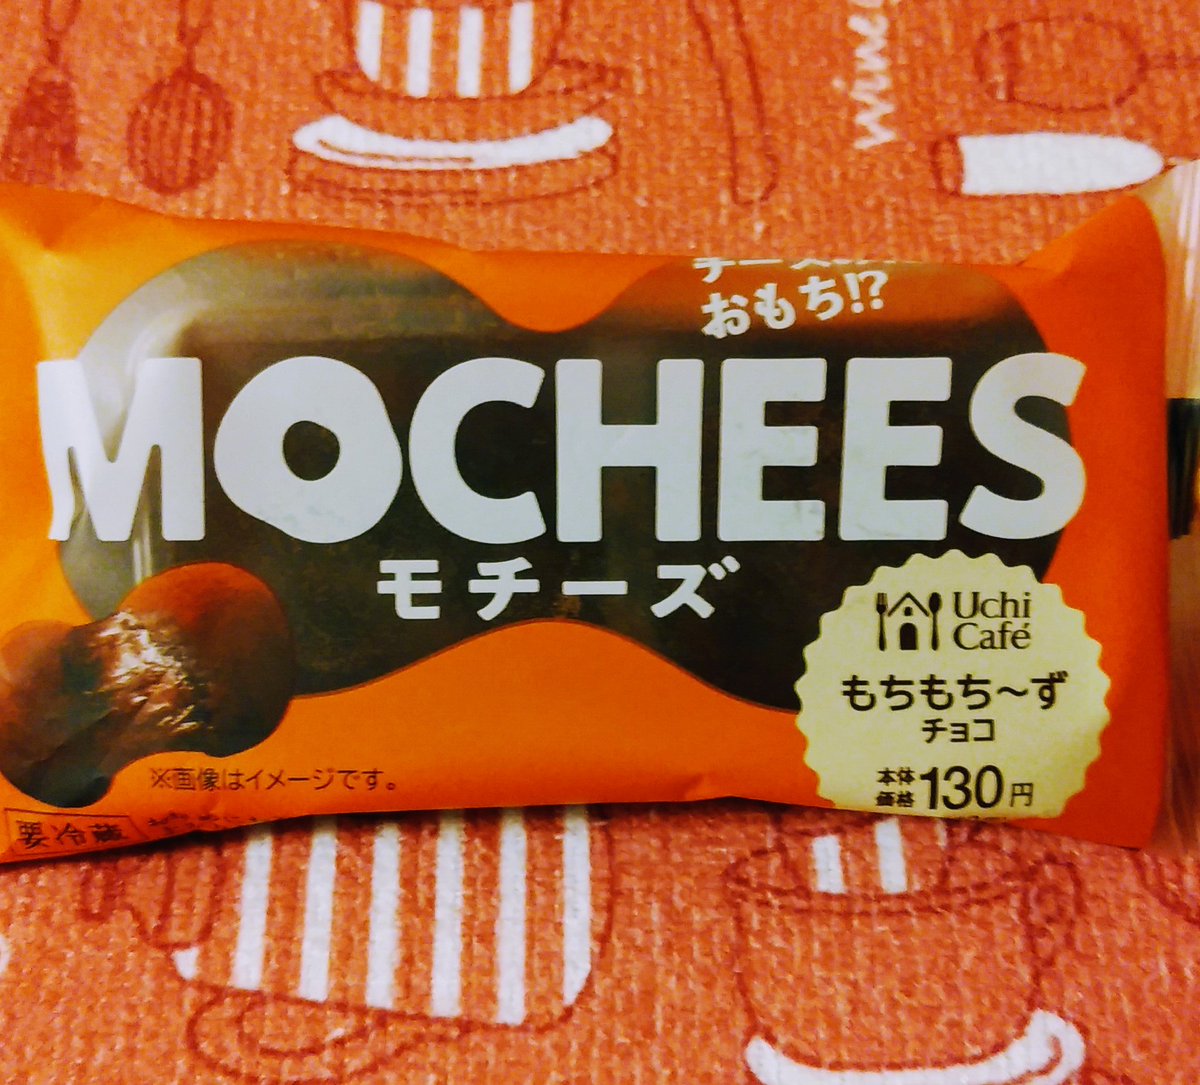 wine
おもち!?
MOCHEES
モチーズ
Uchi
Café
もちもち～ず
チョコ
本体
価格130円
※画像はイメージです。
要冷蔵